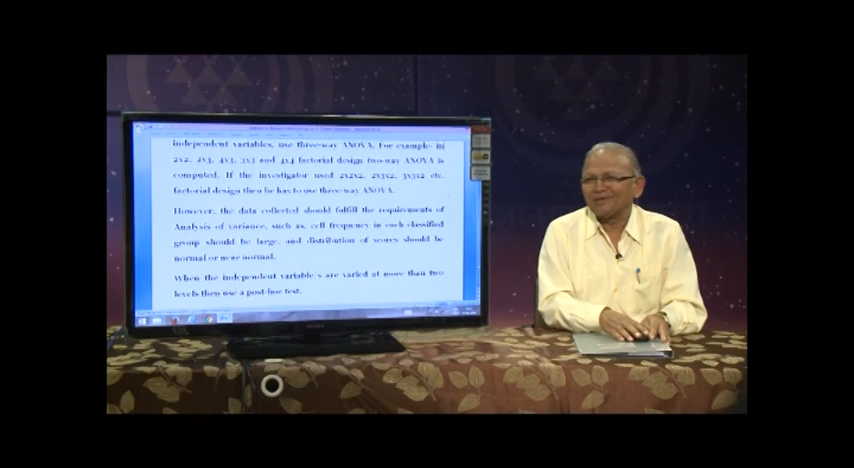 independent variables, use three-way ANOVA. For example- in
2x2, 2x3, 4x3, 3x3 and 4x4 factorial design two-way ANOVA is
computed. If the investigator used 2x2x2, 2x3x2, 3x3x2 etc.
factorial design then he has to use three-way ANOVA.
However, the data collected should fulfill the requirements of
Analysis of variance, such as, cell frequency in each classified
group should be large, and distribution of scores should be
normal or near normal.
When the independent variable/s are varied at more than two
levels then use a post-hoc test.